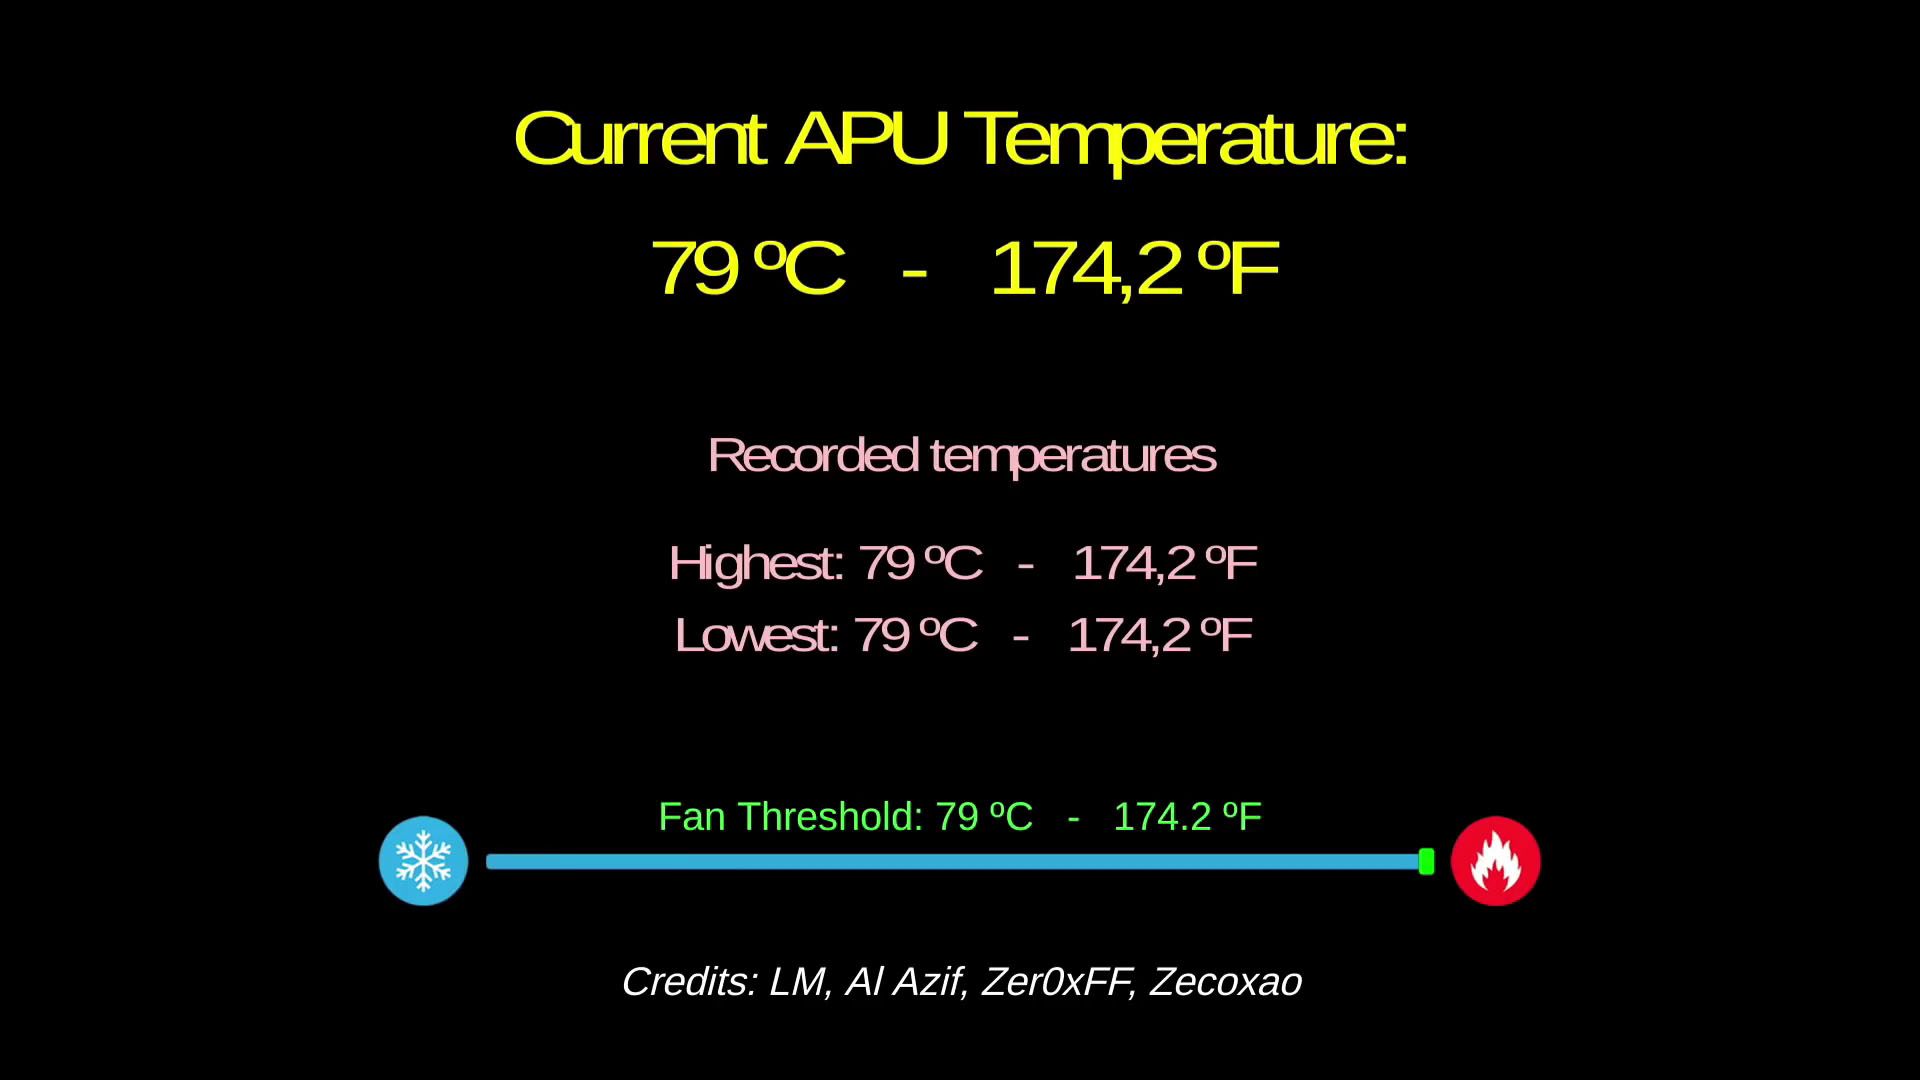 Current APU Temperature:
79 ºC - 174,2 ºF
Recorded temperatures
Highest: 79 ºC - 174,2 ºF
Lowest: 79 ºC - 174,2 ºF
Fan Threshold: 79 ºC - 174.2 ºF
Credits: LM, Al Azif, Zer0xFF, Zecoxao